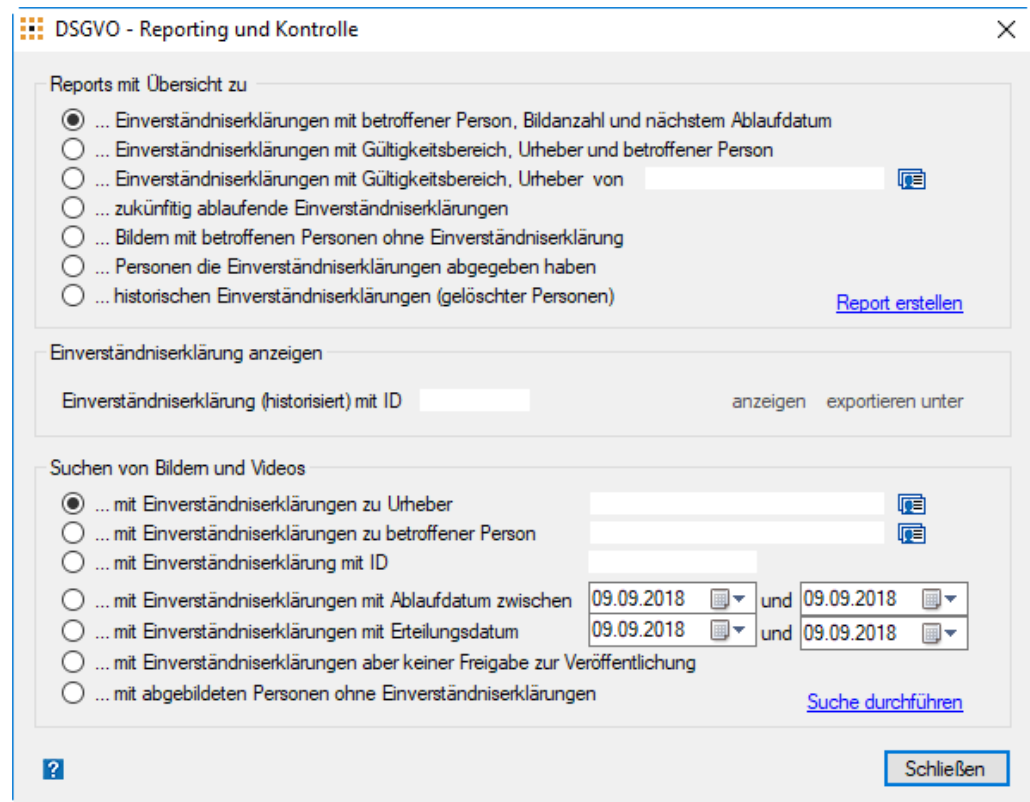 DSGVO - Reporting und Kontrolle
Reports mit Übersicht zu
... Einverständniserklärungen mit betroffener Person, Bildanzahl und nächstem Ablaufdatum
... Einverständniserklärungen mit Gültigkeitsbereich, Urheber und betroffener Person
... Einverständniserklärungen mit Gültigkeitsbereich, Urheber von
... zukünftig ablaufende Einverständniserklärungen
... Bildern mit betroffenen Personen ohne Einverständniserklärung
... Personen die Einverständniserklärungen abgegeben haben
... historischen Einverständniserklärungen (gelöschter Personen)
Report erstellen
Einverständniserklärung anzeigen
Einverständniserklärung (historisiert) mit ID anzeigen exportieren unter
Suchen von Bildern und Videos
... mit Einverständniserklärungen zu Urheber
... mit Einverständniserklärungen zu betroffener Person
... mit Einverständniserklärung mit ID
... mit Einverständniserklärungen mit Ablaufdatum zwischen 09.09.2018 und 09.09.2018
... mit Einverständniserklärungen mit Erteilungsdatum 09.09.2018 und 09.09.2018
... mit Einverständniserklärungen aber keiner Freigabe zur Veröffentlichung
... mit abgebildeten Personen ohne Einverständniserklärungen
Suche durchführen
?
Schließen